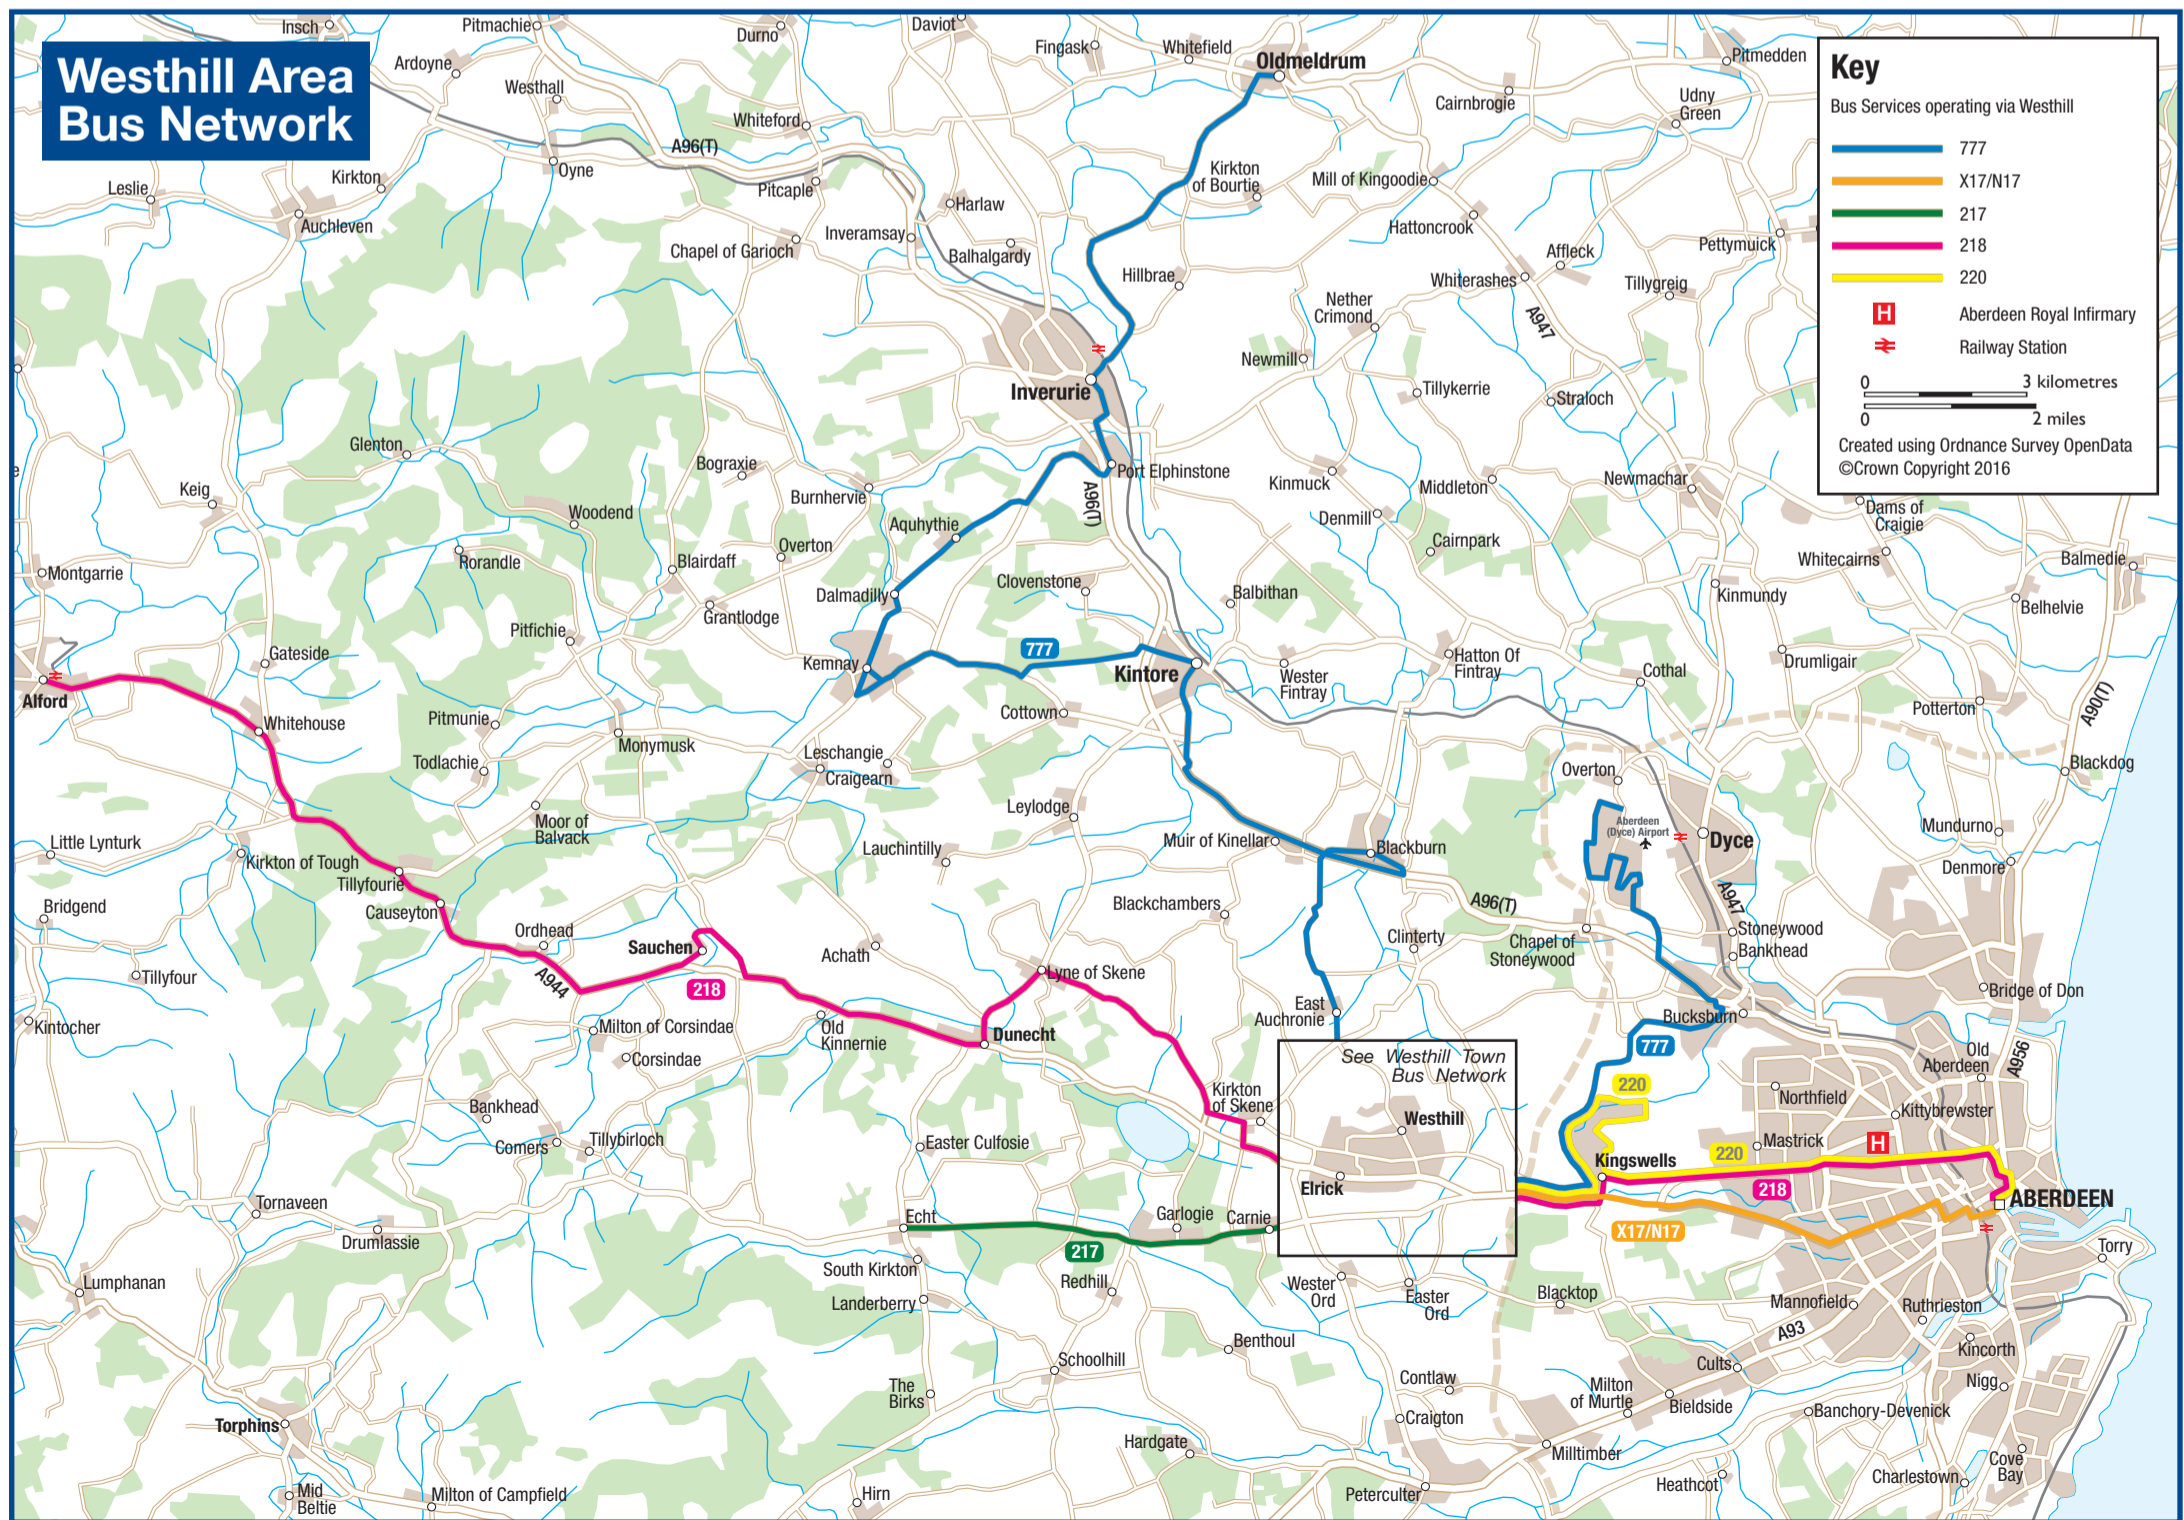 Westhill Area
Bus Network
Key
Bus Services operating via Westhill
777
X17/N17
217
218
220
H
Aberdeen Royal Infirmary
Railway Station
0
3 kilometres
0
2 miles
Created using Ordnance Survey OpenData
©Crown Copyright 2016
Insch
Pitmachie
Durno
Daviot
Fingask
Whitefield
Oldmeldrum
Pitmedden
Ardoyne
Westhall
Whiteford
Cairnbrogie
Udny
Green
A96(T)
Oyne
Pitcaple
Kirkton
Leslie
Auchleven
Harlaw
Kirkton
of Bourtie
Mill of Kingoodie
Hattoncrook
Chapel of Garioch
Inveramsay
Balhalgardy
Hillbrae
Affleck
Pettymuick
Whiterashes
Tillygreig
Nether
Crimond
A947
Newmill
Inverurie
Tillykerrie
Straloch
Glenton
Bograxie
Burnhervie
Port Elphinstone
Kinmuck
Middleton
Newmachar
Keig
Woodend
Aquhythie
A96(T)
Denmill
Dams of
Craigie
Rorandle
Overton
Cairnpark
Whitecairns
Balmedie
Montgarrie
Blairdaff
Clovenstone
Dalmadilly
Balbithan
Kinmundy
Belhelvie
Grantlodge
Pitfichie
Gateside
Kemnay
777
Kintore
Wester
Fintray
Hatton Of
Fintray
Cothal
Drumligair
Alford
Whitehouse
Pitmunie
Cottown
Potterton
A90(T)
Monymusk
Todlachie
Leschangie
Craigearn
Overton
Blackdog
Moor of
Balvack
Leylodge
Aberdeen
(Dyce) Airport
Dyce
Mundurno
Little Lynturk
Kirkton of Tough
Lauchintilly
Muir of Kinellar
Blackburn
Denmore
Tillyfourie
Causeyton
Bridgend
Blackchambers
A96(T)
A947
Ordhead
Sauchen
Clinterty
Chapel of
Stoneywood
Stoneywood
Bankhead
Achath
Tillyfour
A944
218
Lyne of Skene
Bridge of Don
East
Auchronie
Bucksburn
Kintocher
Milton of Corsindae
Old
Kinnernie
Dunecht
Corsindae
777
See Westhill Town
Bus Network
Old
Aberdeen
A956
220
Bankhead
Kirkton
of Skene
Westhill
Northfield
Kittybrewster
Comers
Tillybirloch
Easter Culfosie
Mastrick
H
220
Kingswells
Elrick
218
ABERDEEN
Tornaveen
Echt
Garlogie
Carnie
Drumlassie
217
X17/N17
Torry
South Kirkton
Redhill
Lumphanan
Landerberry
Wester
Ord
Easter
Ord
Blacktop
Mannofield
Ruthrieston
A93
Benthoul
Kincorth
Schoolhill
Cults
Nigg
The
Birks
Contlaw
Milton
of Murtle
Bieldside
Torphins
Craigton
Banchory-Devenick
Hardgate
Milltimber
Cove
Bay
Heathcot
Charlestown
Mid
Beltie
Milton of Campfield
Hirn
Peterculter